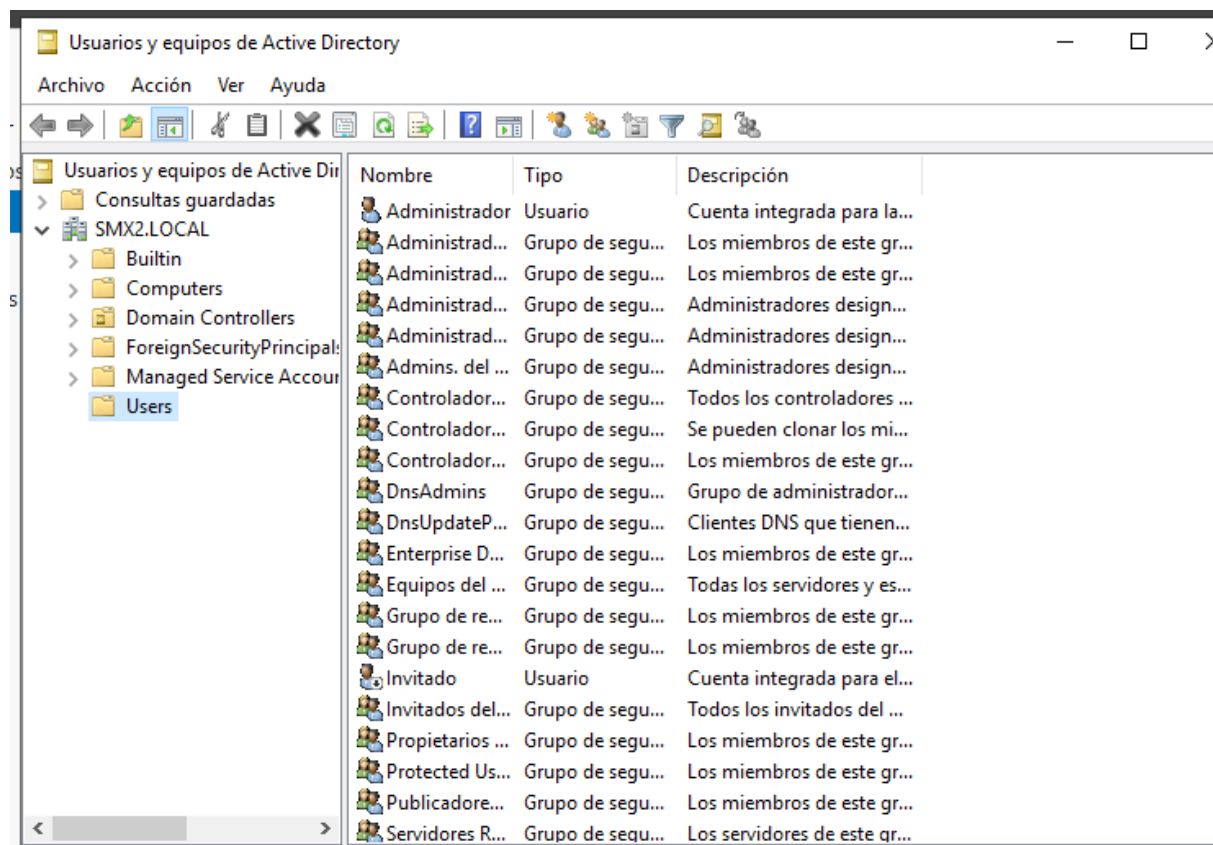 Usuarios y equipos de Active Directory
Archivo Acción Ver Ayuda
Usuarios y equipos de Active Dir
Consultas guardadas
SMX2.LOCAL
Builtin
Computers
Domain Controllers
ForeignSecurityPrincipals
Managed Service Accour
Users
Nombre Tipo Descripción
Administrador Usuario Cuenta integrada para la...
Administrad... Grupo de segu... Los miembros de este gr...
Administrad... Grupo de segu... Los miembros de este gr...
Administrad... Grupo de segu... Administradores design...
Administrad... Grupo de segu... Administradores design...
Admins. del ... Grupo de segu... Administradores design...
Controlador... Grupo de segu... Todos los controladores ...
Controlador... Grupo de segu... Se pueden clonar los mi...
Controlador... Grupo de segu... Los miembros de este gr...
DnsAdmins Grupo de segu... Grupo de administrador...
DnsUpdateP... Grupo de segu... Clientes DNS que tienen...
Enterprise D... Grupo de segu... Los miembros de este gr...
Equipos del ... Grupo de segu... Todas los servidores y es...
Grupo de re... Grupo de segu... Los miembros de este gr...
Grupo de re... Grupo de segu... Los miembros de este gr...
Invitado Usuario Cuenta integrada para el...
Invitados del... Grupo de segu... Todos los invitados del ...
Propietarios ... Grupo de segu... Los miembros de este gr...
Protected Us... Grupo de segu... Los miembros de este gr...
Publicadore... Grupo de segu... Los miembros de este gr...
Servidores R... Grupo de segu... Los servidores de este gr...